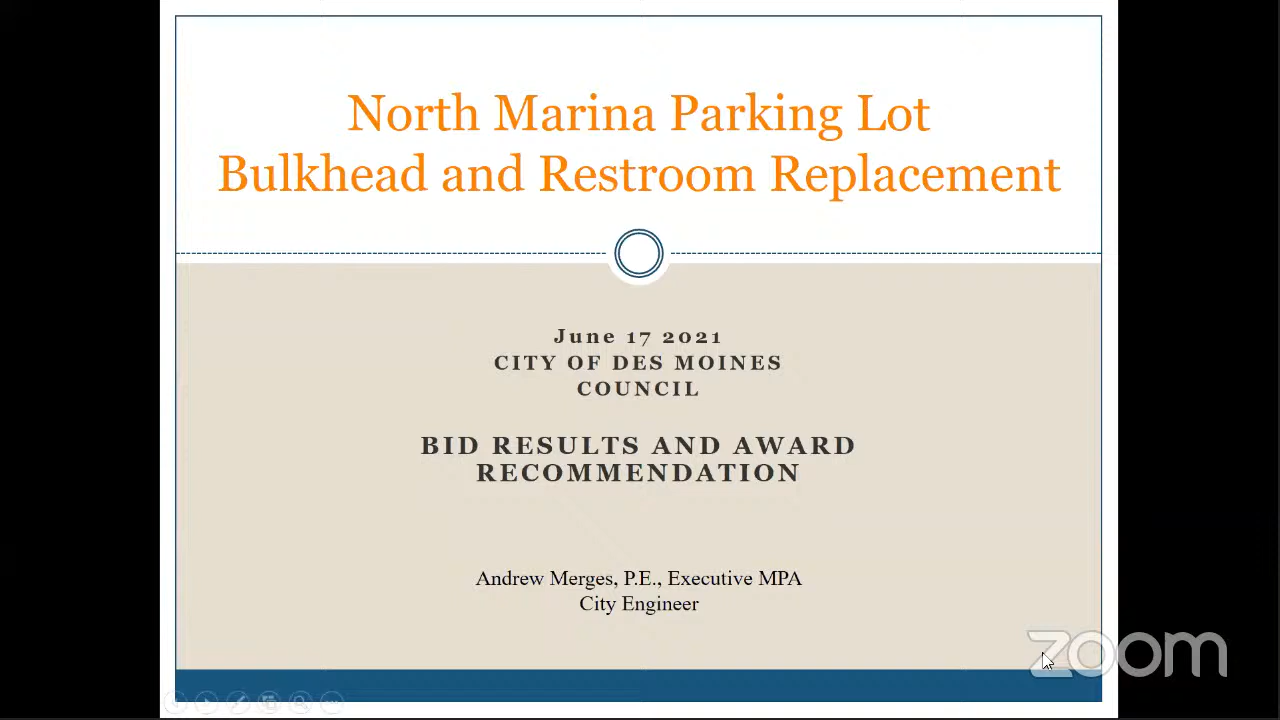 North Marina Parking Lot
Bulkhead and Restroom Replacement
June 17 2021
CITY OF DES MOINES
COUNCIL
BID RESULTS AND AWARD
RECOMMENDATION
Andrew Merges, P.E., Executive MPA
City Engineer
zoom